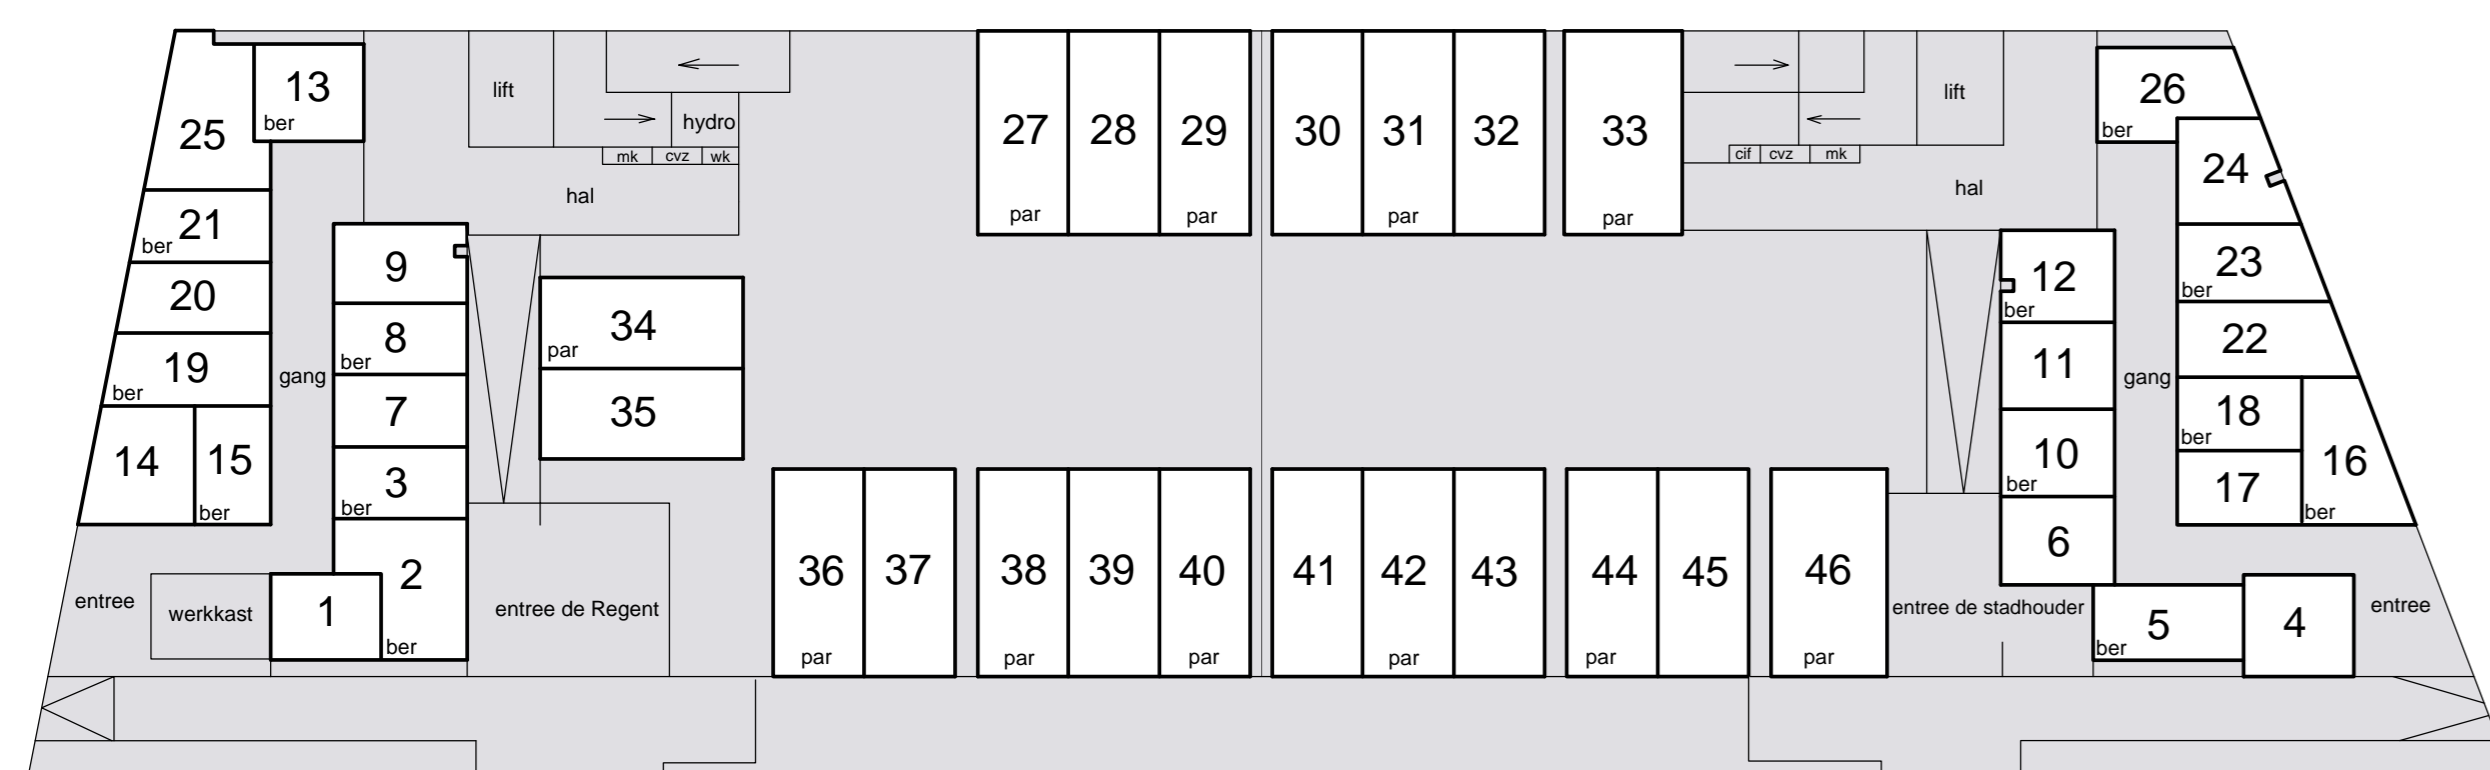 13
ber
25
lift
hydro
mk cvz wk
hal
27 28 29
par par
30 31 32
par
33
par
lift
cif cvz mk
hal
26
ber
24
21
ber
20
19
ber
14 15
ber
gang
9
8
ber
7
3
ber
2
ber
1
werkkast
entree
entree de Regent
34
par
35
36 37
par
38 39 40
par par
41 42 43
par
44 45
par
46
par
12
ber
11
10
ber
6
gang
23
ber
22
18
ber
17
16
ber
entree de stadhouder
5
ber
4
entree